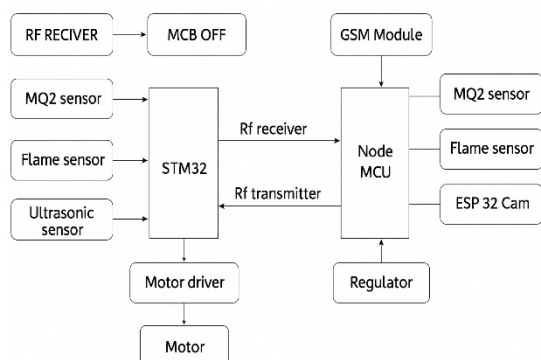 RF RECIVER
MCB OFF
GSM Module
MQ2 sensor
Flame sensor
Ultrasonic
sensor
STM32
Rf receiver
Rf transmitter
Node
MCU
MQ2 sensor
Flame sensor
ESP 32 Cam
Motor driver
Regulator
Motor